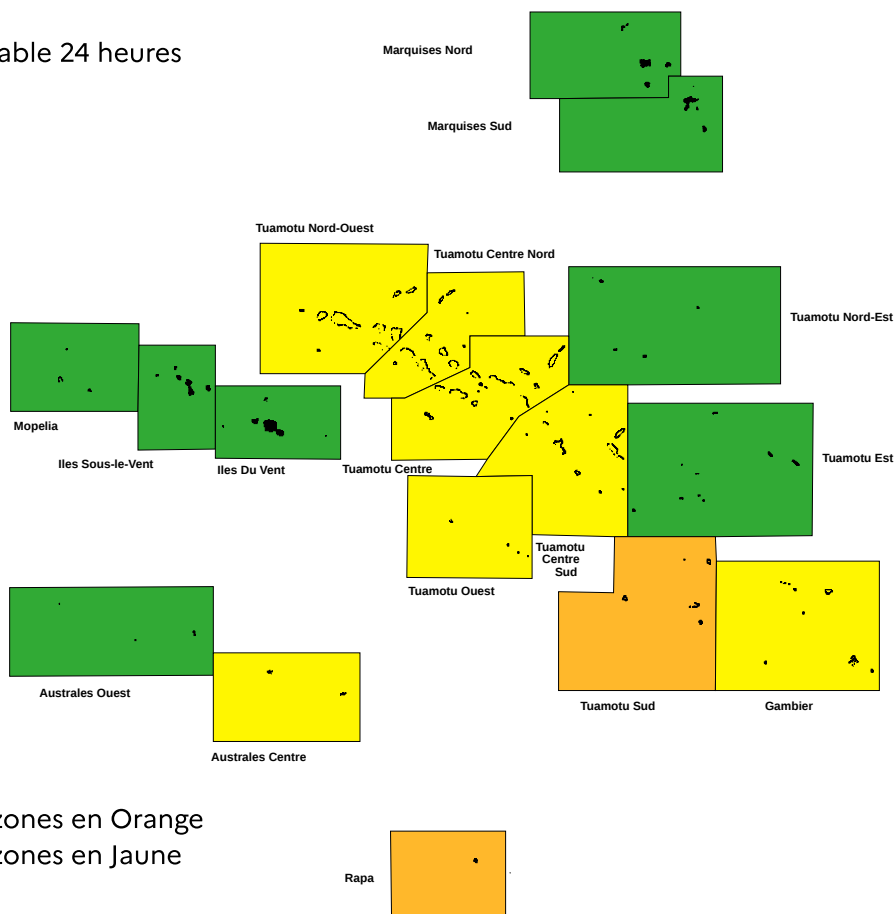 able 24 heures
Marquises Nord
Marquises Sud
Tuamotu Nord-Ouest
Tuamotu Centre Nord
Tuamotu Nord-Est
Mopelia
Iles Sous-le-Vent
Iles Du Vent
Tuamotu Centre
Tuamotu Est
Tuamotu
Centre
Sud
Tuamotu Ouest
Australes Ouest
Tuamotu Sud
Gambier
Australes Centre
zones en Orange
zones en Jaune
Rapa